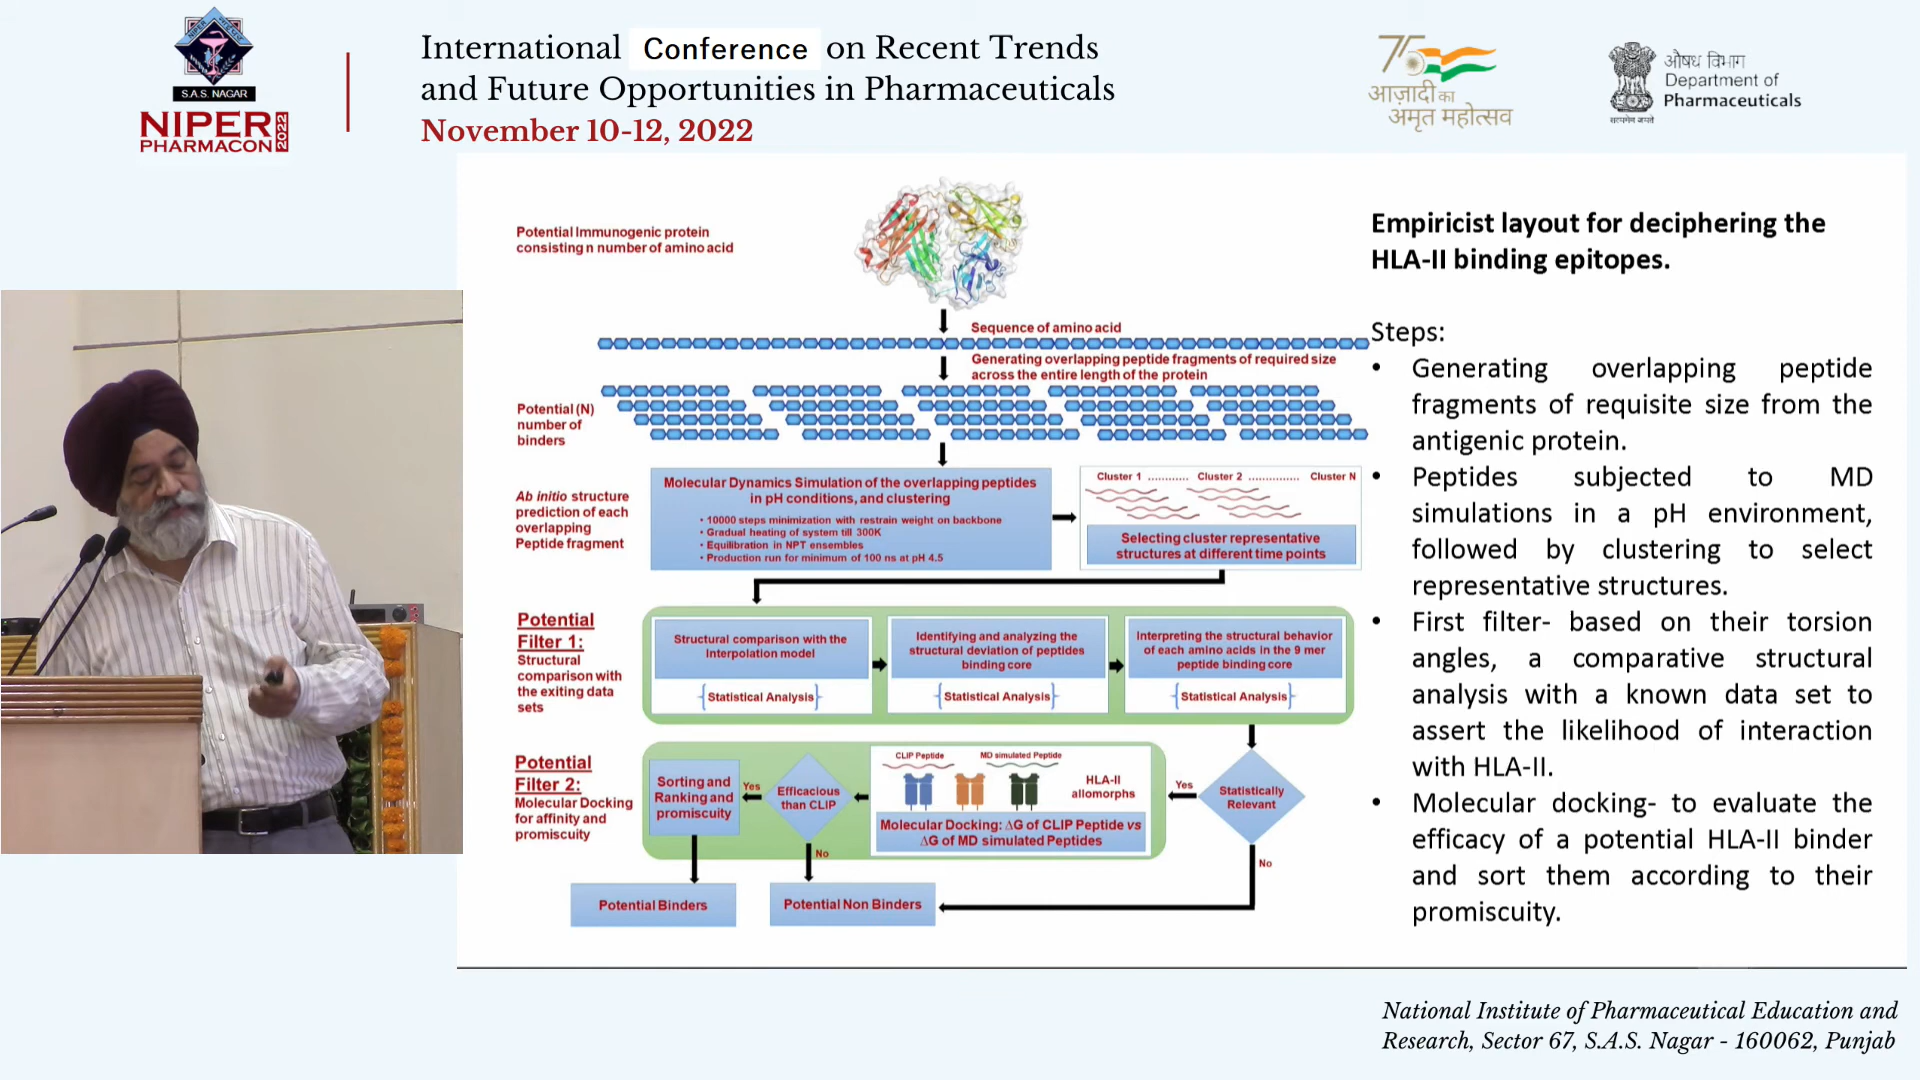 S.A.S. NAGAR
NIPER
PHARMACON
2022
International Conference on Recent Trends
and Future Opportunities in Pharmaceuticals
November 10-12, 2022
75
आज़ादी का
अमृत महोत्सव
औषध विभाग
Department of
Pharmaceuticals
सत्यमेव जयते
Potential Immunogenic protein
consisting n number of amino acid
Sequence of amino acid
Generating overlapping peptide fragments of required size
across the entire length of the protein
Potential (N)
number of
binders
Ab initio structure
prediction of each
overlapping
Peptide fragment
Molecular Dynamics Simulation of the overlapping peptides
in pH conditions, and clustering
• 10000 steps minimization with restrain weight on backbone
• Gradual heating of system till 300K
• Equilibration in NPT ensembles
• Production run for minimum of 100 ns at pH 4.5
Cluster 1 ............ Cluster 2 ............... Cluster N
Selecting cluster representative
structures at different time points
Potential
Filter 1:
Structural
comparison with
the exiting data
sets
Structural comparison with the
Interpolation model
{Statistical Analysis}
Identifying and analyzing the
structural deviation of peptides
binding core
{Statistical Analysis}
Interpreting the structural behavior
of each amino acids in the 9 mer
peptide binding core
{Statistical Analysis}
Potential
Filter 2:
Molecular Docking
for affinity and
promiscuity
Sorting and
Ranking and
promiscuity
Yes
Efficacious
than CLIP
No
CLIP Peptide
MD simulated Peptide
HLA-II
allomorphs
Molecular Docking: ΔG of CLIP Peptide vs
ΔG of MD simulated Peptides
Yes
Statistically
Relevant
No
Potential Binders
Potential Non Binders
Empiricist layout for deciphering the
HLA-II binding epitopes.
Steps:
• Generating overlapping peptide
fragments of requisite size from the
antigenic protein.
• Peptides subjected to MD
simulations in a pH environment,
followed by clustering to select
representative structures.
• First filter- based on their torsion
angles, a comparative structural
analysis with a known data set to
assert the likelihood of interaction
with HLA-II.
• Molecular docking- to evaluate the
efficacy of a potential HLA-II binder
and sort them according to their
promiscuity.
National Institute of Pharmaceutical Education and
Research, Sector 67, S.A.S. Nagar - 160062, Punjab